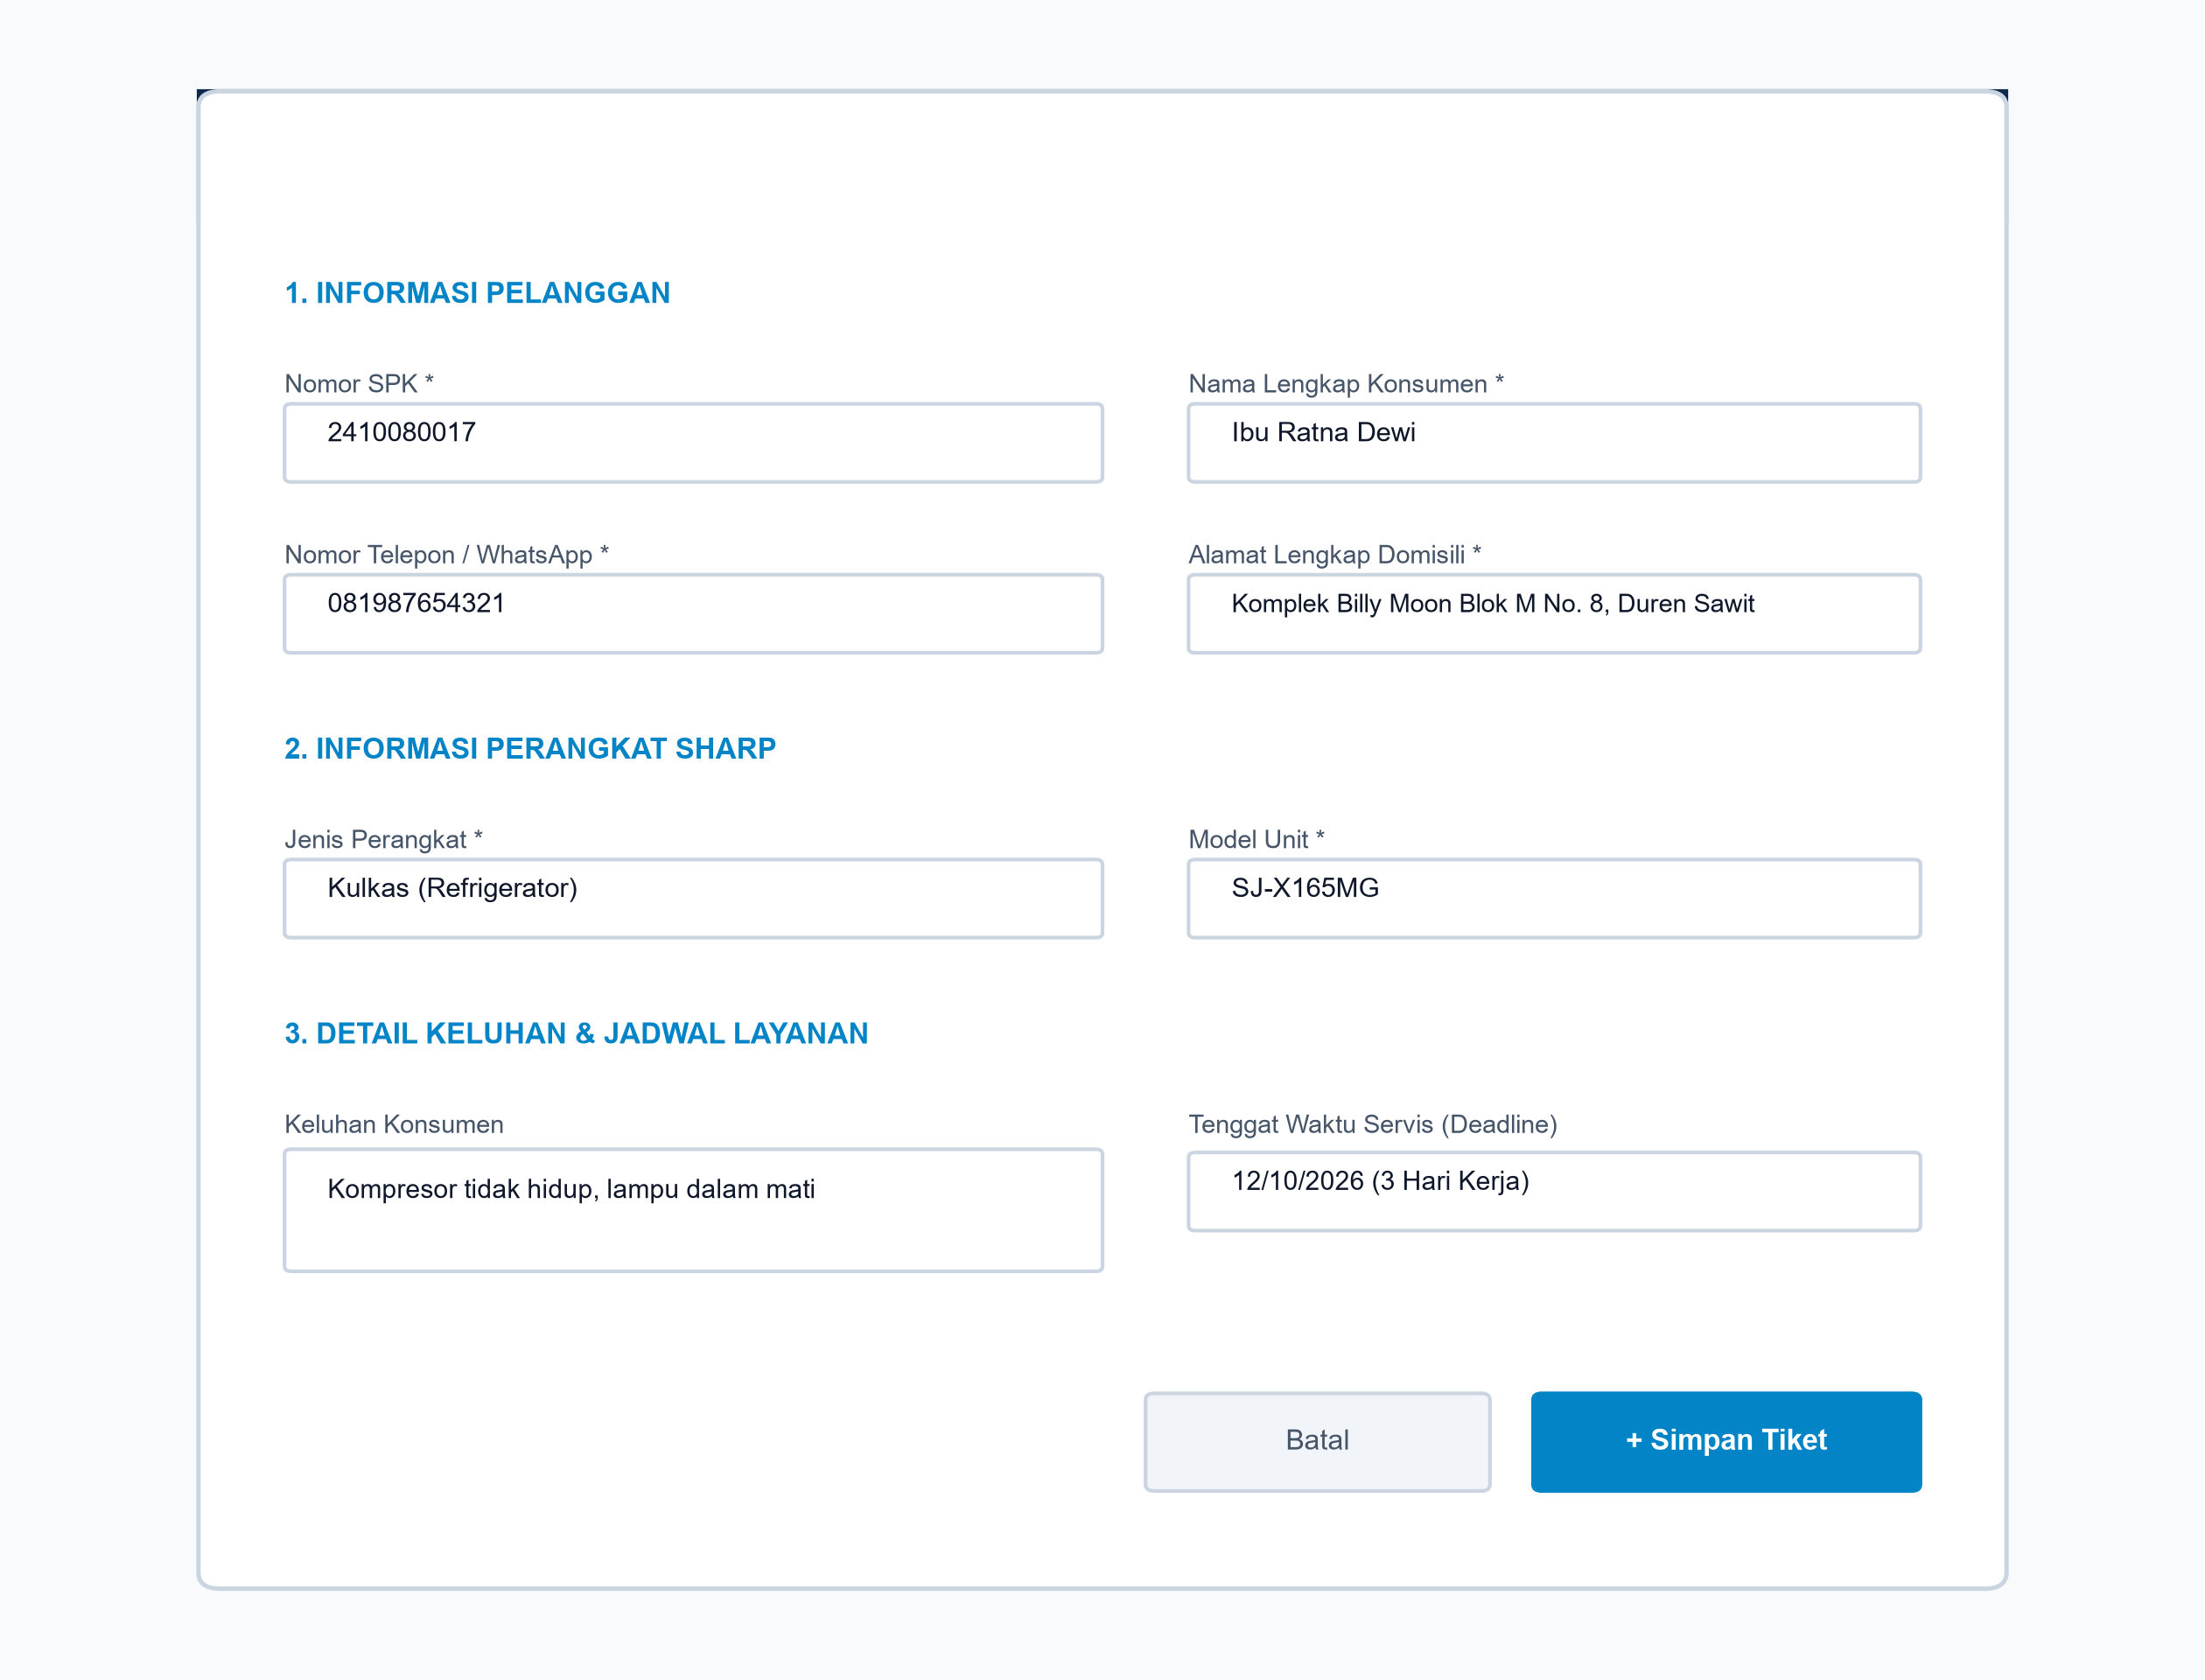 1. INFORMASI PELANGGAN
Nomor SPK *
2410080017
Nama Lengkap Konsumen *
Ibu Ratna Dewi
Nomor Telepon / WhatsApp *
081987654321
Alamat Lengkap Domisili *
Komplek Billy Moon Blok M No. 8, Duren Sawit
2. INFORMASI PERANGKAT SHARP
Jenis Perangkat *
Kulkas (Refrigerator)
Model Unit *
SJ-X165MG
3. DETAIL KELUHAN & JADWAL LAYANAN
Keluhan Konsumen
Kompresor tidak hidup, lampu dalam mati
Tenggat Waktu Servis (Deadline)
12/10/2026 (3 Hari Kerja)
Batal
+ Simpan Tiket